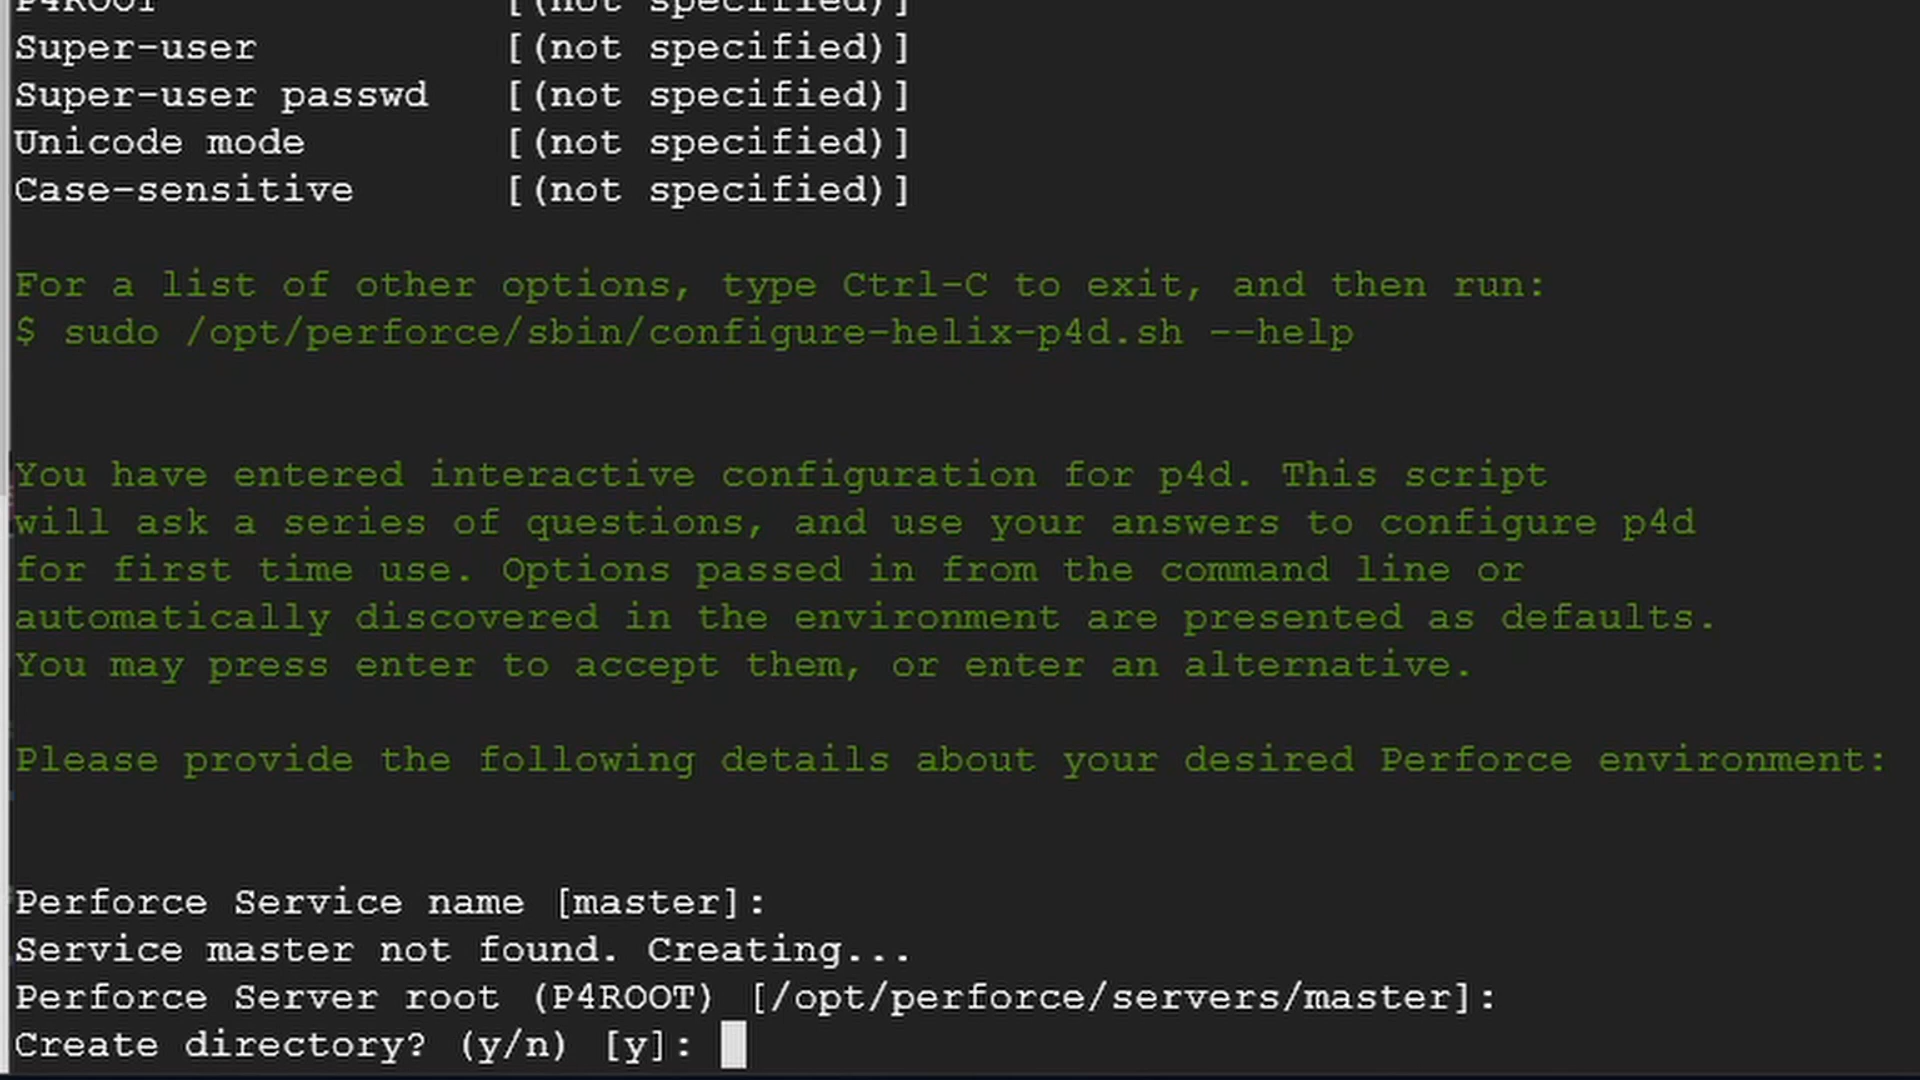 P4ROOT [(not specified)]
Super-user [(not specified)]
Super-user passwd [(not specified)]
Unicode mode [(not specified)]
Case-sensitive [(not specified)]
For a list of other options, type Ctrl-C to exit, and then run:
$ sudo /opt/perforce/sbin/configure-helix-p4d.sh --help
You have entered interactive configuration for p4d. This script
will ask a series of questions, and use your answers to configure p4d
for first time use. Options passed in from the command line or
automatically discovered in the environment are presented as defaults.
You may press enter to accept them, or enter an alternative.
Please provide the following details about your desired Perforce environment:
Perforce Service name [master]:
Service master not found. Creating...
Perforce Server root (P4ROOT) [/opt/perforce/servers/master]:
Create directory? (y/n) [y]: